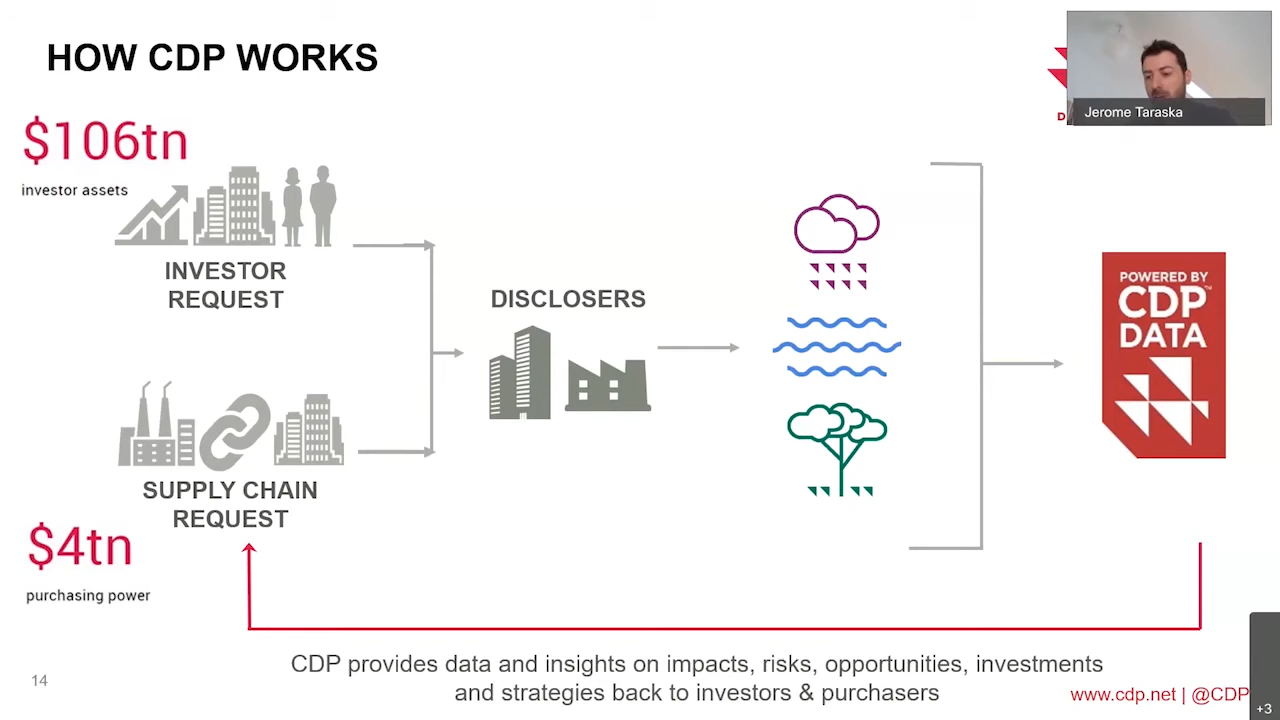 HOW CDP WORKS
Jerome Taraska
D
$106tn
investor assets
INVESTOR
REQUEST
DISCLOSERS
POWERED BY
CDP™
DATA
SUPPLY CHAIN
REQUEST
$4tn
purchasing power
CDP provides data and insights on impacts, risks, opportunities, investments
and strategies back to investors & purchasers
14
www.cdp.net | @CDP
+3